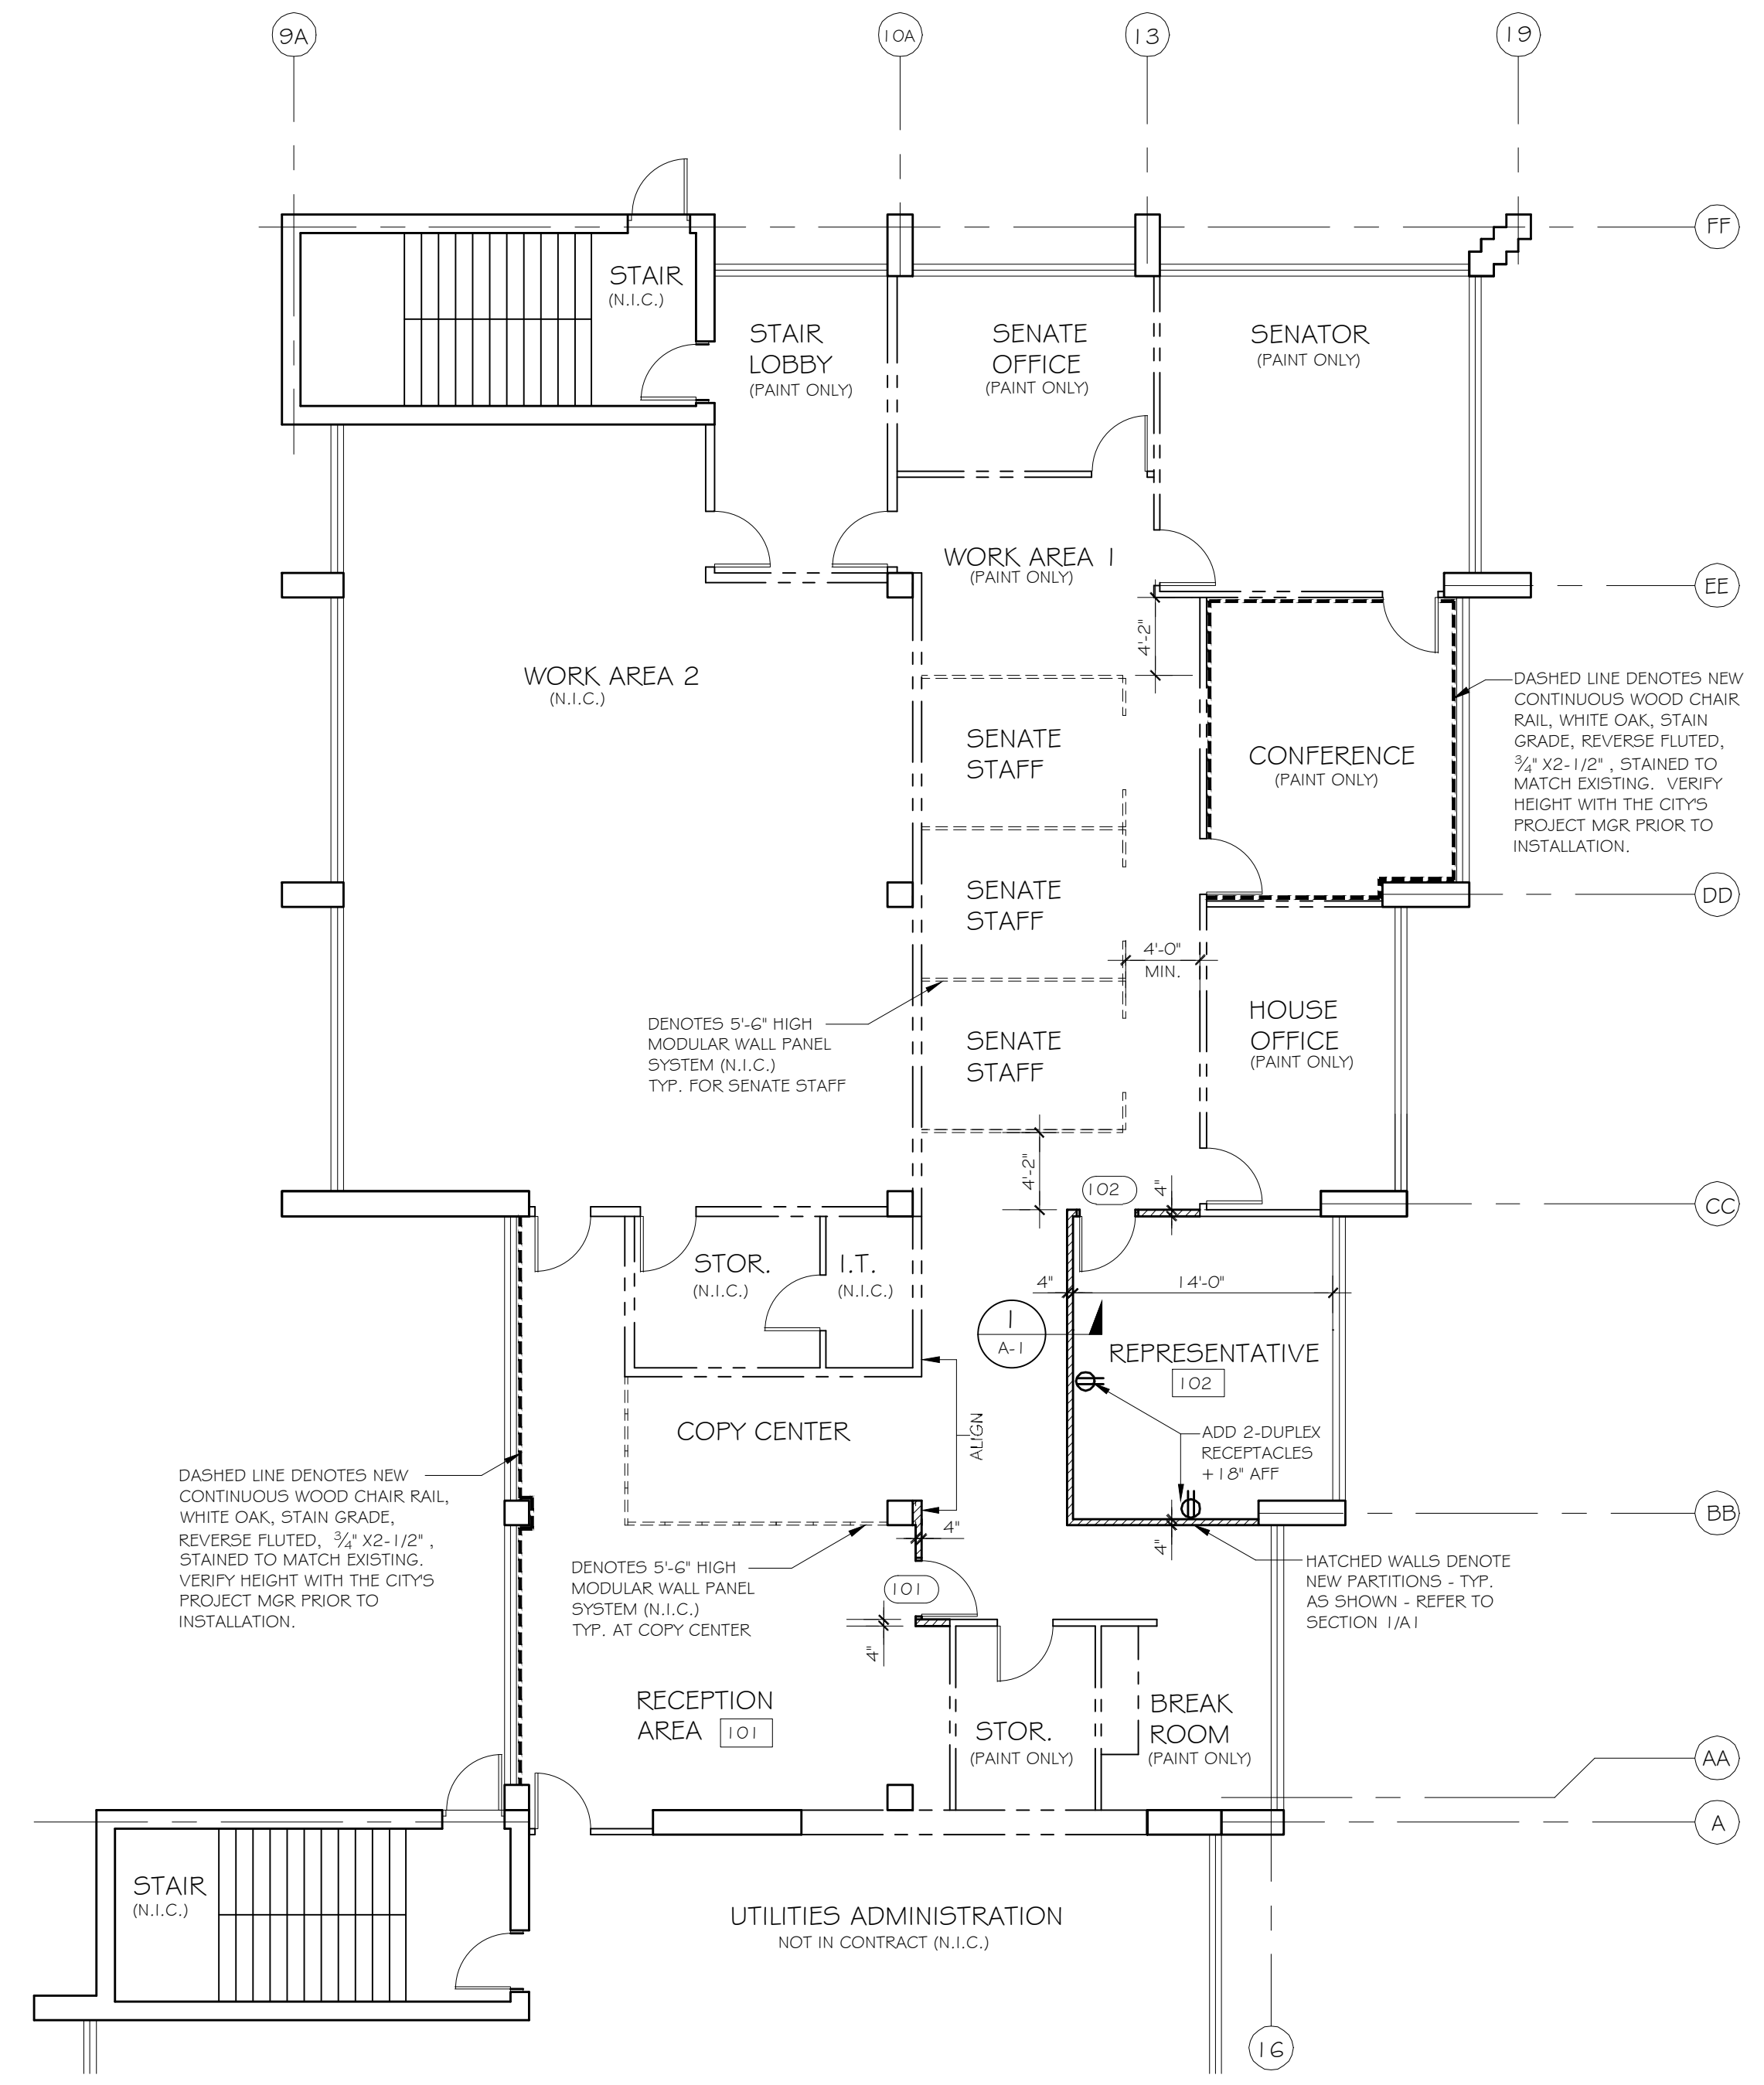 9A
10A
13
19
FF
STAIR
(N.I.C.)
STAIR
LOBBY
(PAINT ONLY)
SENATE
OFFICE
(PAINT ONLY)
SENATOR
(PAINT ONLY)
WORK AREA 1
(PAINT ONLY)
EE
4'-2"
WORK AREA 2
(N.I.C.)
DASHED LINE DENOTES NEW
CONTINUOUS WOOD CHAIR
RAIL, WHITE OAK, STAIN
GRADE, REVERSE FLUTED,
3/4" X2-1/2" , STAINED TO
MATCH EXISTING. VERIFY
HEIGHT WITH THE CITY'S
PROJECT MGR PRIOR TO
INSTALLATION.
SENATE
STAFF
CONFERENCE
(PAINT ONLY)
SENATE
STAFF
DD
4'-0"
MIN.
DENOTES 5'-6" HIGH
MODULAR WALL PANEL
SYSTEM (N.I.C.)
TYP. FOR SENATE STAFF
SENATE
STAFF
HOUSE
OFFICE
(PAINT ONLY)
4'-2"
102
4"
CC
STOR.
(N.I.C.)
I.T.
(N.I.C.)
4"
14'-0"
1
A-1
REPRESENTATIVE
102
COPY CENTER
ALIGN
ADD 2-DUPLEX
RECEPTACLES
+18" AFF
DASHED LINE DENOTES NEW
CONTINUOUS WOOD CHAIR RAIL,
WHITE OAK, STAIN GRADE,
REVERSE FLUTED, 3/4" X2-1/2" ,
STAINED TO MATCH EXISTING.
VERIFY HEIGHT WITH THE CITY'S
PROJECT MGR PRIOR TO
INSTALLATION.
BB
4"
4"
DENOTES 5'-6" HIGH
MODULAR WALL PANEL
SYSTEM (N.I.C.)
TYP. AT COPY CENTER
101
HATCHED WALLS DENOTE
NEW PARTITIONS - TYP.
AS SHOWN - REFER TO
SECTION 1/A1
4"
RECEPTION
AREA 101
STOR.
(PAINT ONLY)
BREAK
ROOM
(PAINT ONLY)
AA
A
STAIR
(N.I.C.)
UTILITIES ADMINISTRATION
NOT IN CONTRACT (N.I.C.)
16